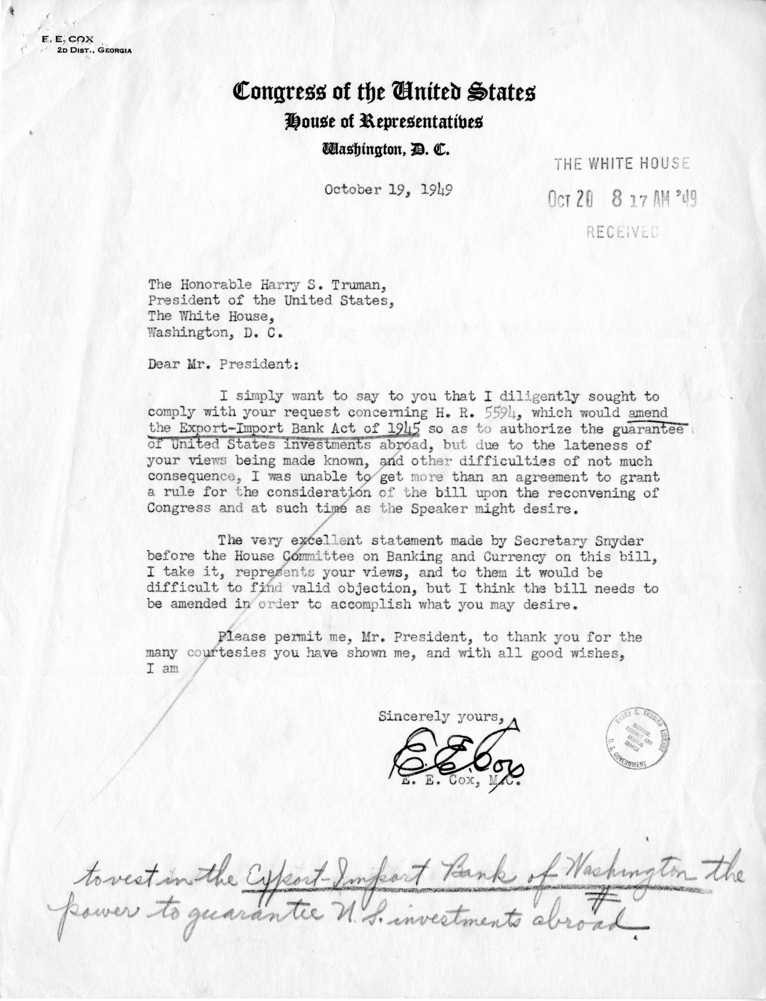 E. E. COX
2D DIST., GEORGIA
Congress of the United States
House of Representatives
Washington, D. C.
October 19, 1949
THE WHITE HOUSE
OCT 20 8 17 AM '49
RECEIVED
The Honorable Harry S. Truman,
President of the United States,
The White House,
Washington, D. C.
Dear Mr. President:
I simply want to say to you that I diligently sought to
comply with your request concerning H. R. 5594, which would amend
the Export-Import Bank Act of 1945 so as to authorize the guarantee
of United States investments abroad, but due to the lateness of
your views being made known, and other difficulties of not much
consequence, I was unable to get more than an agreement to grant
a rule for the consideration of the bill upon the reconvening of
Congress and at such time as the Speaker might desire.
The very excellent statement made by Secretary Snyder
before the House Committee on Banking and Currency on this bill,
I take it, represents your views, and to them it would be
difficult to find valid objection, but I think the bill needs to
be amended in order to accomplish what you may desire.
Please permit me, Mr. President, to thank you for the
many courtesies you have shown me, and with all good wishes,
I am
Sincerely yours,
E. E. Cox
E. E. Cox, M.C.
HARRY S. TRUMAN LIBRARY
U. S. GOVERNMENT
to vest in the Export-Import Bank of Washington the
power to guarantee U.S. investments abroad